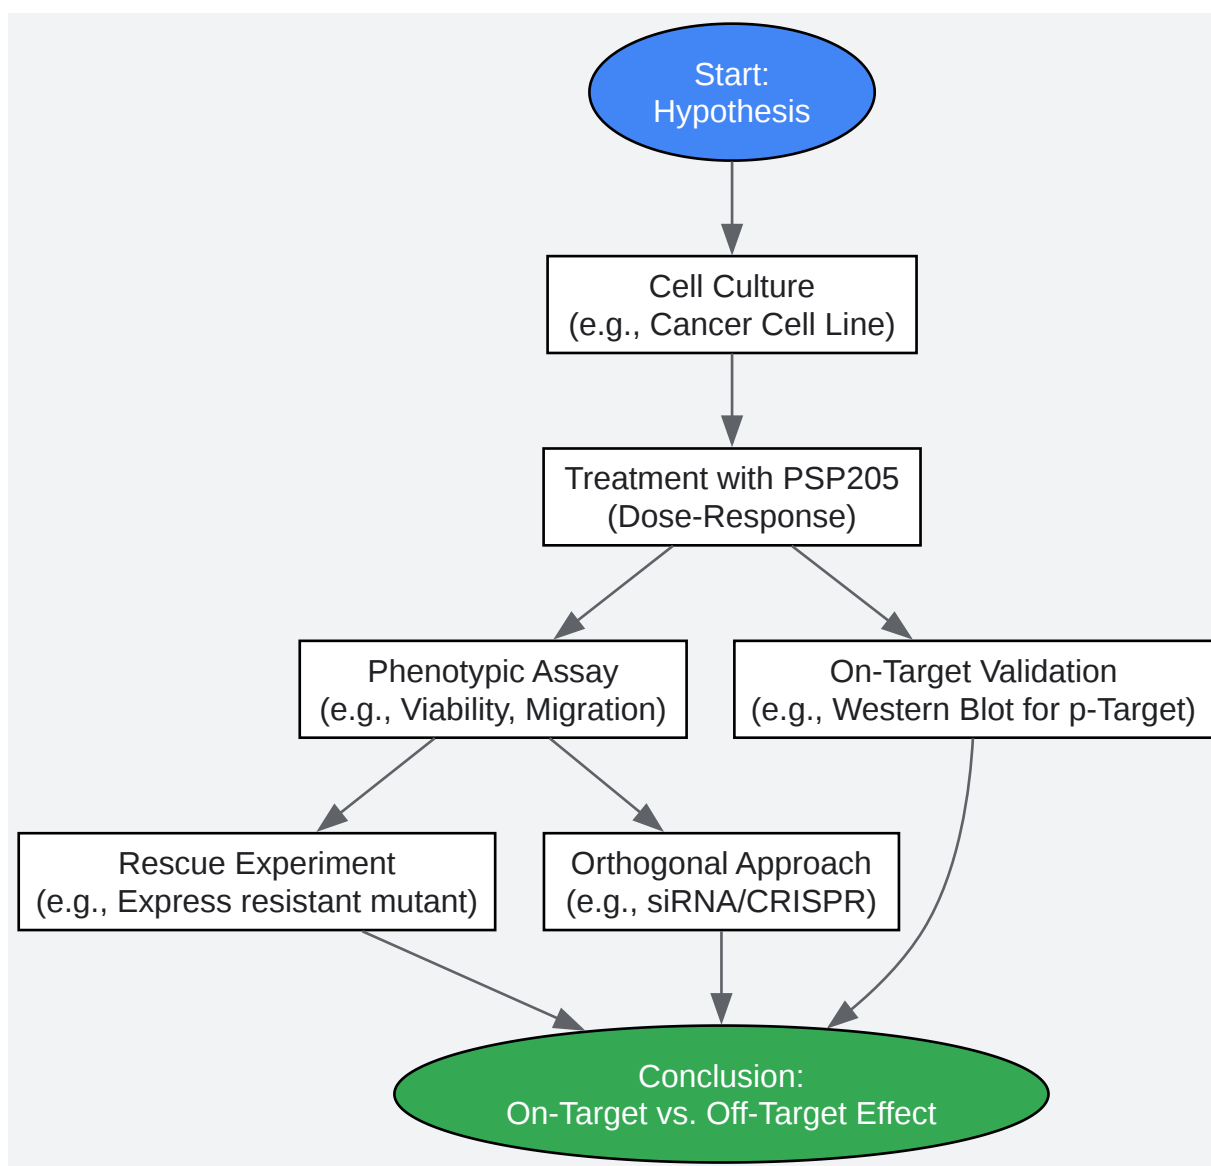 Start:
Hypothesis
Cell Culture
(e.g., Cancer Cell Line)
Treatment with PSP205
(Dose-Response)
Phenotypic Assay
(e.g., Viability, Migration)
On-Target Validation
(e.g., Western Blot for p-Target)
Rescue Experiment
(e.g., Express resistant mutant)
Orthogonal Approach
(e.g., siRNA/CRISPR)
Conclusion:
On-Target vs. Off-Target Effect